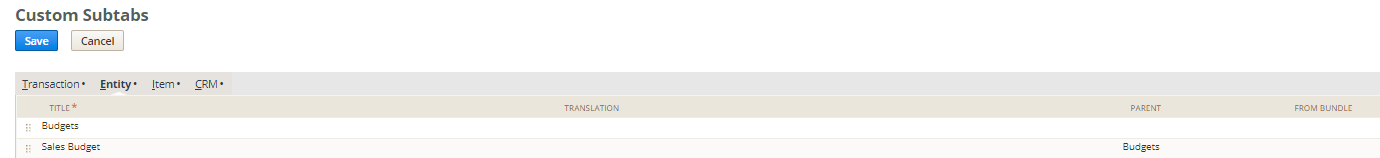 Custom Subtabs
Save Cancel
Transaction • Entity • Item • CRM •
TITLE * TRANSLATION PARENT FROM BUNDLE
Budgets
Sales Budget Budgets